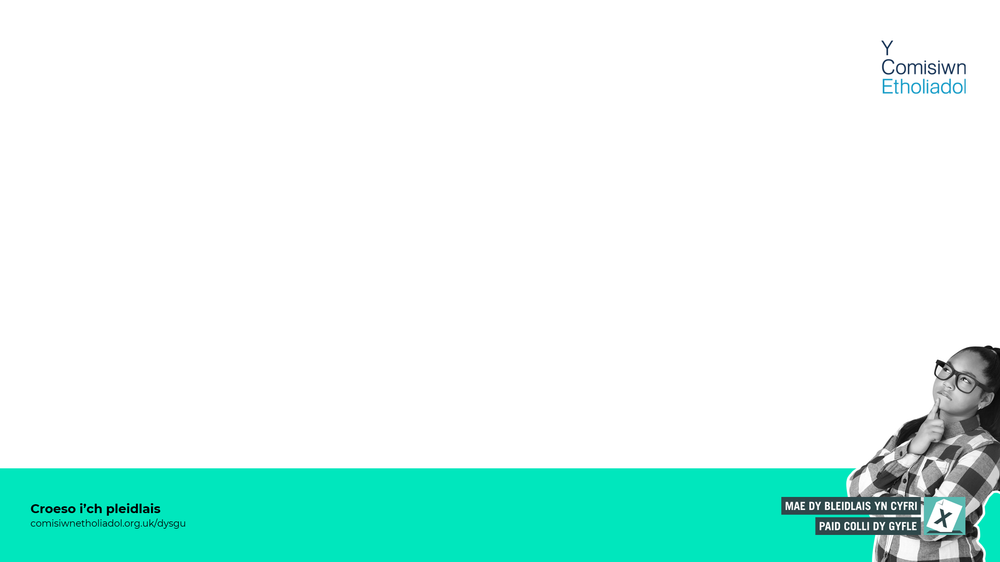 Y
Comisiwn
Etholiadol
Croeso i’ch pleidlais
comisiwnetholiadol.org.uk/dysgu
MAE DY BLEIDLAIS YN CYFRI
PAID COLLI DY GYFLE
X